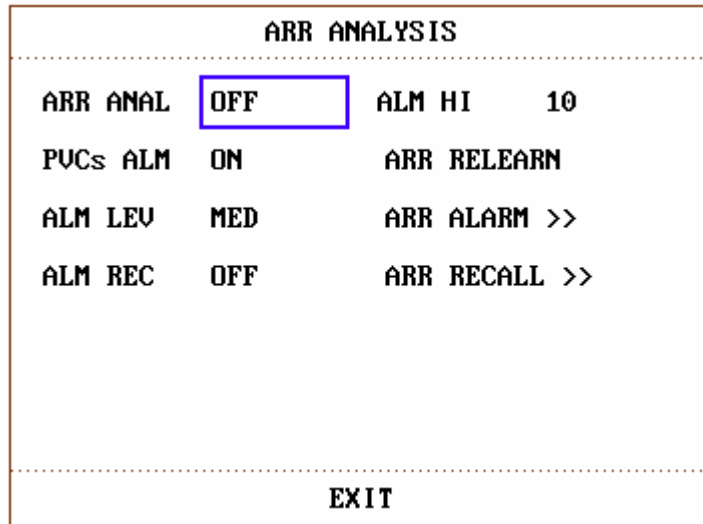 ARR ANALYSIS
ARR ANAL OFF ALM HI 10
PVCs ALM ON ARR RELEARN
ALM LEV MED ARR ALARM >>
ALM REC OFF ARR RECALL >>
EXIT